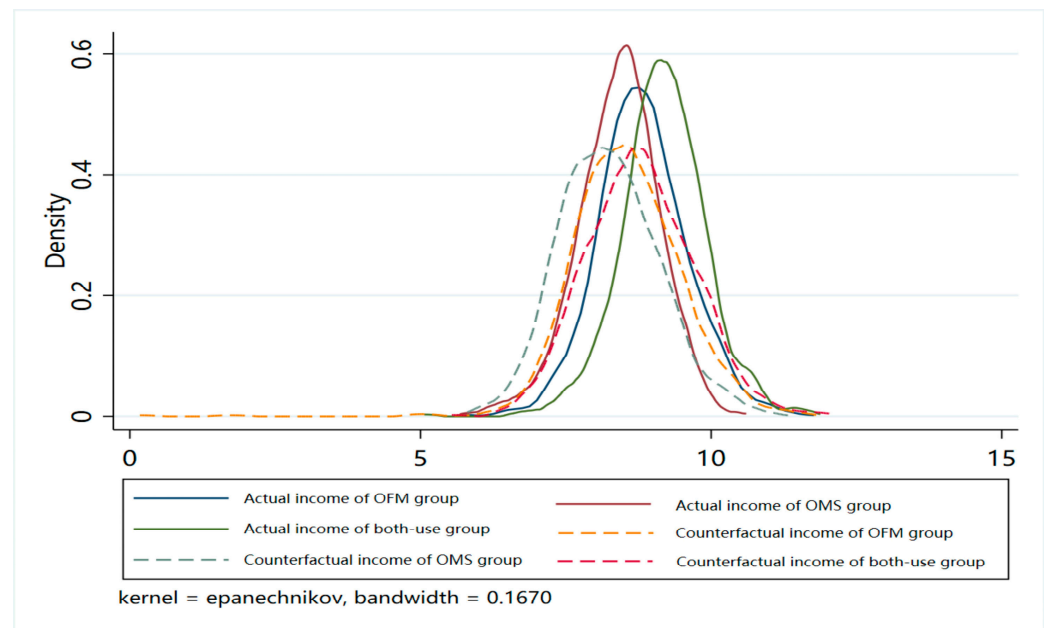 0.6
0.4
0.2
0
Density
0 5 10 15
Actual income of OFM group
Actual income of OMS group
Actual income of both-use group
Counterfactual income of OFM group
Counterfactual income of OMS group
Counterfactual income of both-use group
kernel = epanechnikov, bandwidth = 0.1670